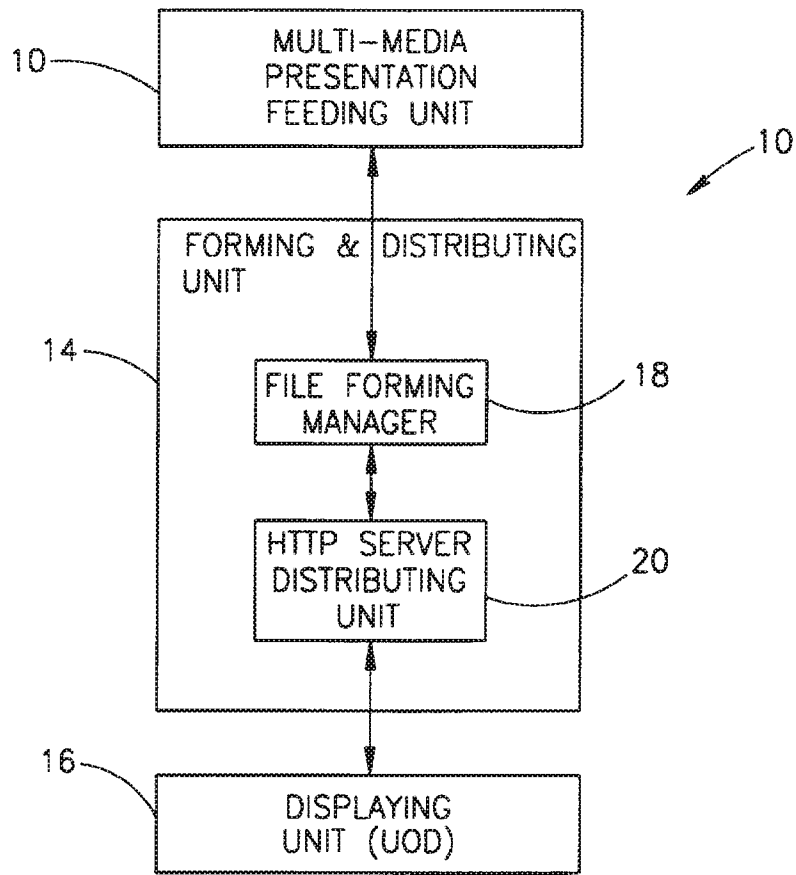 MULTI-MEDIA
PRESENTATION
FEEDING UNIT
10
10
FORMING & DISTRIBUTING
UNIT
14
FILE FORMING
MANAGER
18
HTTP SERVER
DISTRIBUTING
UNIT
20
16
DISPLAYING
UNIT (UOD)